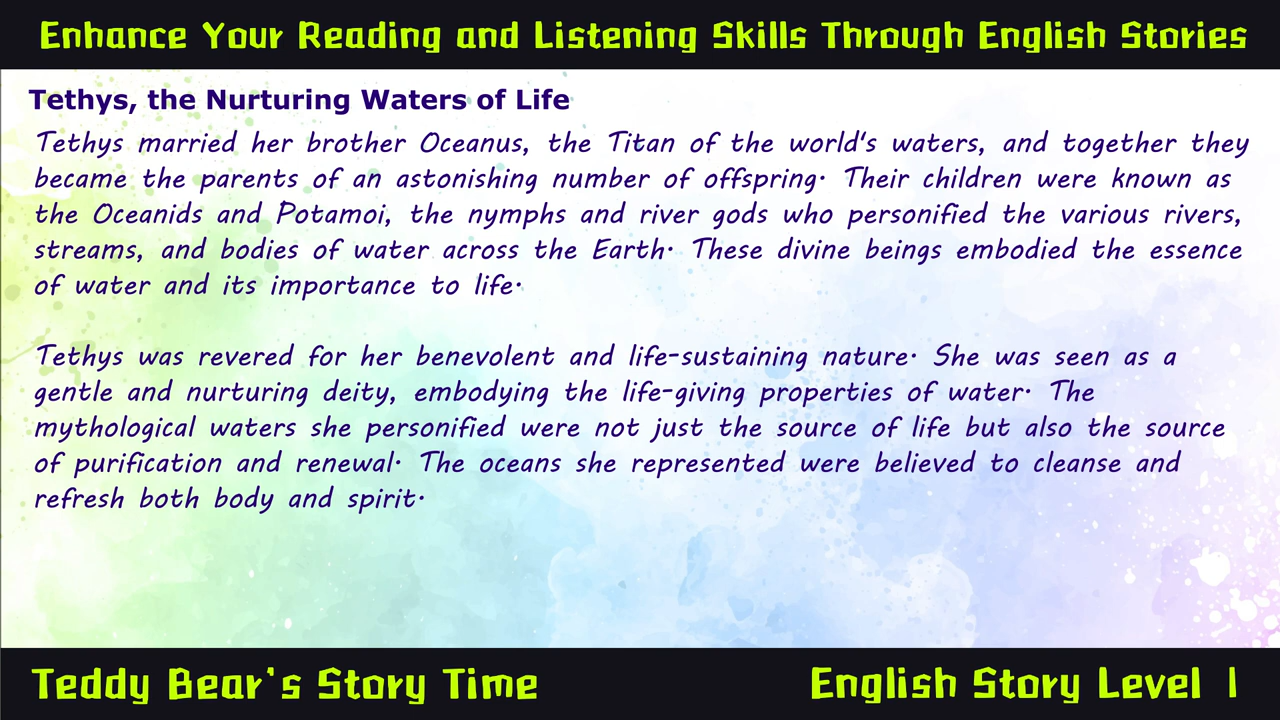 Enhance Your Reading and Listening Skills Through English Stories
Tethys, the Nurturing Waters of Life
Tethys married her brother Oceanus, the Titan of the world's waters, and together they
became the parents of an astonishing number of offspring. Their children were known as
the Oceanids and Potamoi, the nymphs and river gods who personified the various rivers,
streams, and bodies of water across the Earth. These divine beings embodied the essence
of water and its importance to life.
Tethys was revered for her benevolent and life-sustaining nature. She was seen as a
gentle and nurturing deity, embodying the life-giving properties of water. The
mythological waters she personified were not just the source of life but also the source
of purification and renewal. The oceans she represented were believed to cleanse and
refresh both body and spirit.
Teddy Bear's Story Time
English Story Level 1